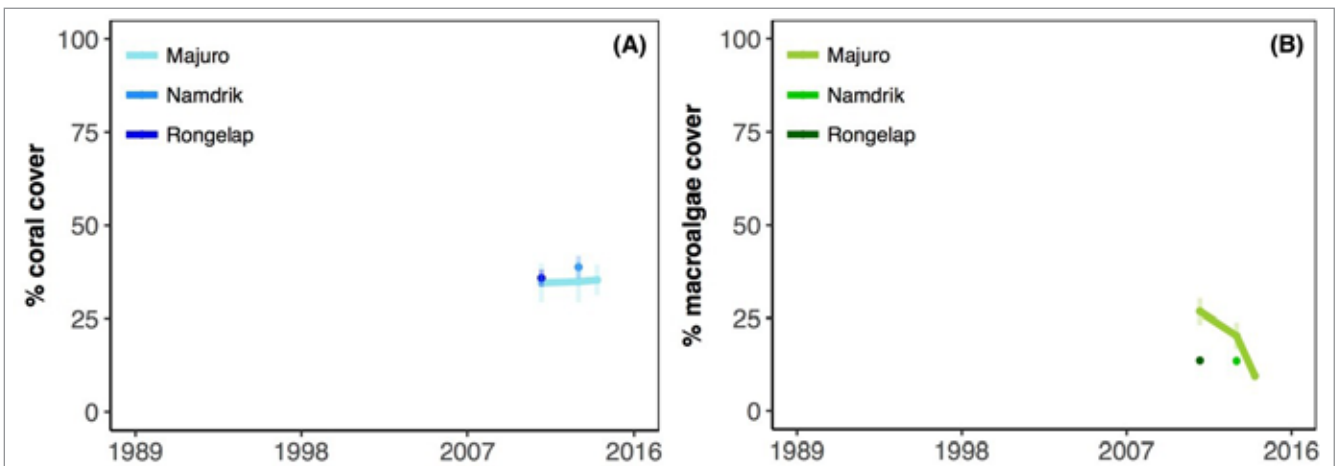 % coral cover
100
75
50
25
0
Majuro
Namdrik
Rongelap
(A)
1989 1998 2007 2016
% macroalgae cover
100
75
50
25
0
Majuro
Namdrik
Rongelap
(B)
1989 1998 2007 2016